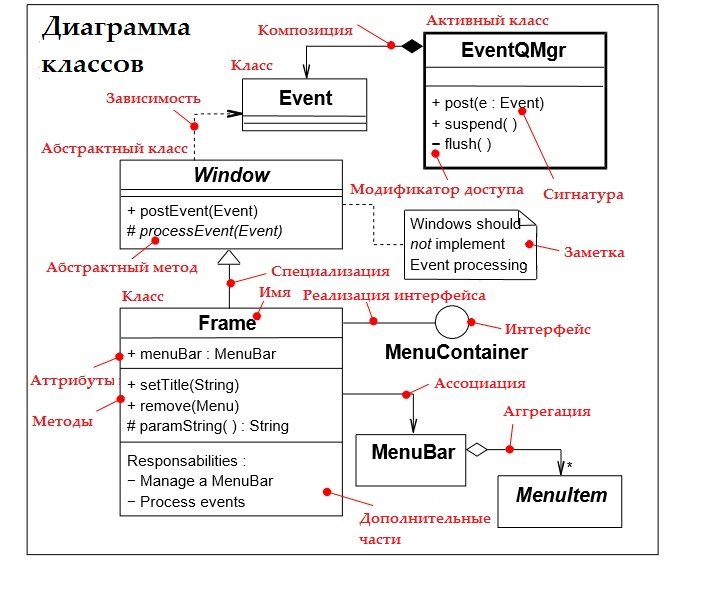 Диаграмма
классов
Композиция
Активный класс
EventQMgr
+ post(e : Event)
+ suspend( )
− flush( )
Класс
Event
Зависимость
Абстрактный класс
Window
+ postEvent(Event)
# processEvent(Event)
Модификатор доступа
Сигнатура
Windows should
not implement
Event processing
Заметка
Абстрактный метод
Специализация
Класс
Имя
Реализация интерфейса
Frame
+ menuBar : MenuBar
+ setTitle(String)
+ remove(Menu)
# paramString( ) : String
Responsabilities :
− Manage a MenuBar
− Process events
Интерфейс
MenuContainer
Аттрибуты
Методы
Ассоциация
Аггрегация
MenuBar
*
MenuItem
Дополнительные
части